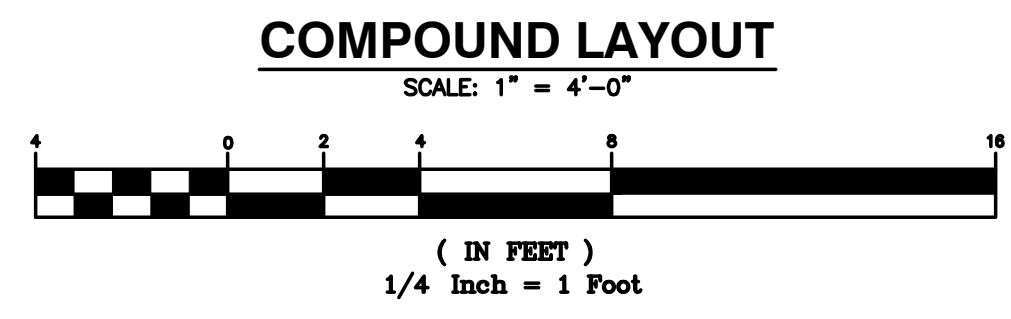 COMPOUND LAYOUT
SCALE: 1" = 4'-0"
4 0 2 4 8 16
( IN FEET )
1/4 Inch = 1 Foot